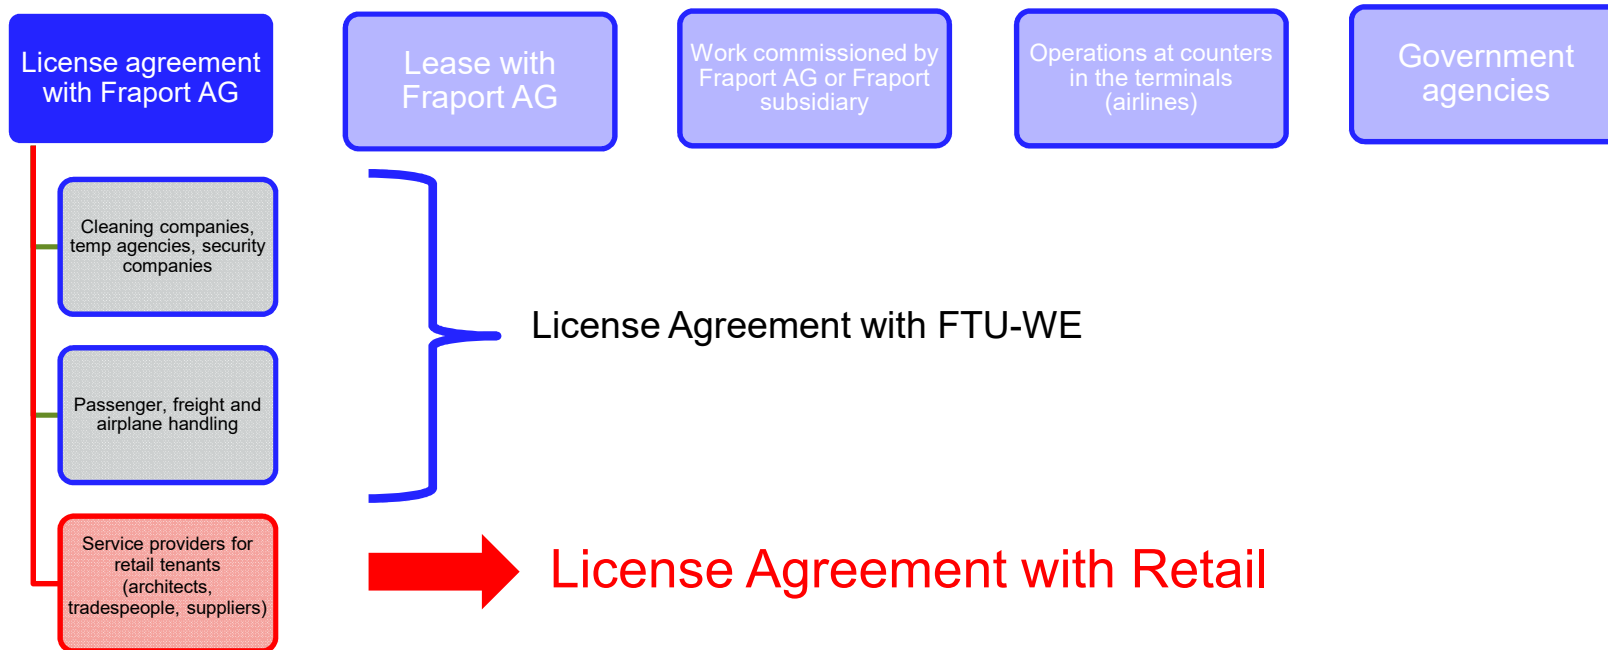 License agreement
with Fraport AG
Lease with
Fraport AG
Work commissioned by
Fraport AG or Fraport
subsidiary
Operations at counters
in the terminals
(airlines)
Government
agencies
Cleaning companies,
temp agencies, security
companies
License Agreement with FTU-WE
Passenger, freight and
airplane handling
Service providers for
retail tenants
(architects,
tradespeople, suppliers)
License Agreement with Retail